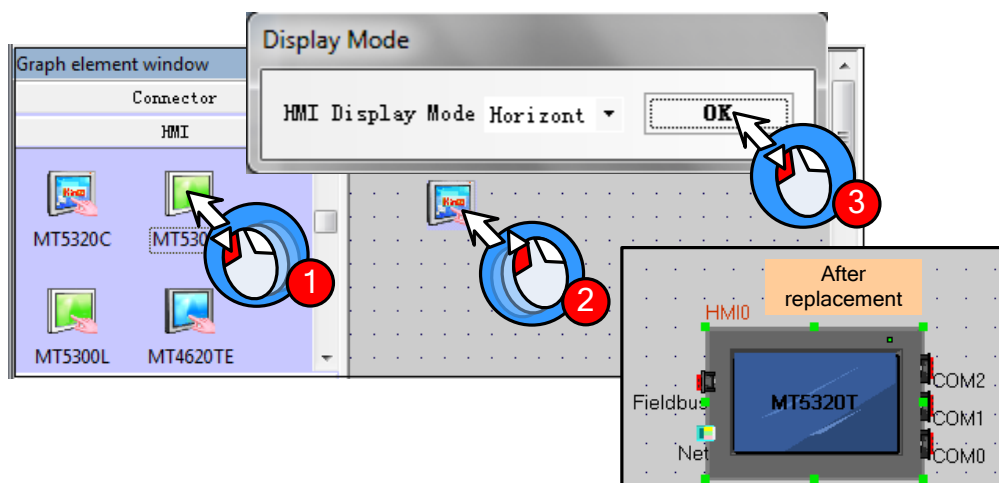 Display Mode
HMI Display Mode Horizont OK
Graph element window
Connector
HMI
MT5320C
MT5300L MT4620TE
1
2
3
After
replacement
HMI0
MT5320T
Fieldbus
Net
COM2
COM1
COM0